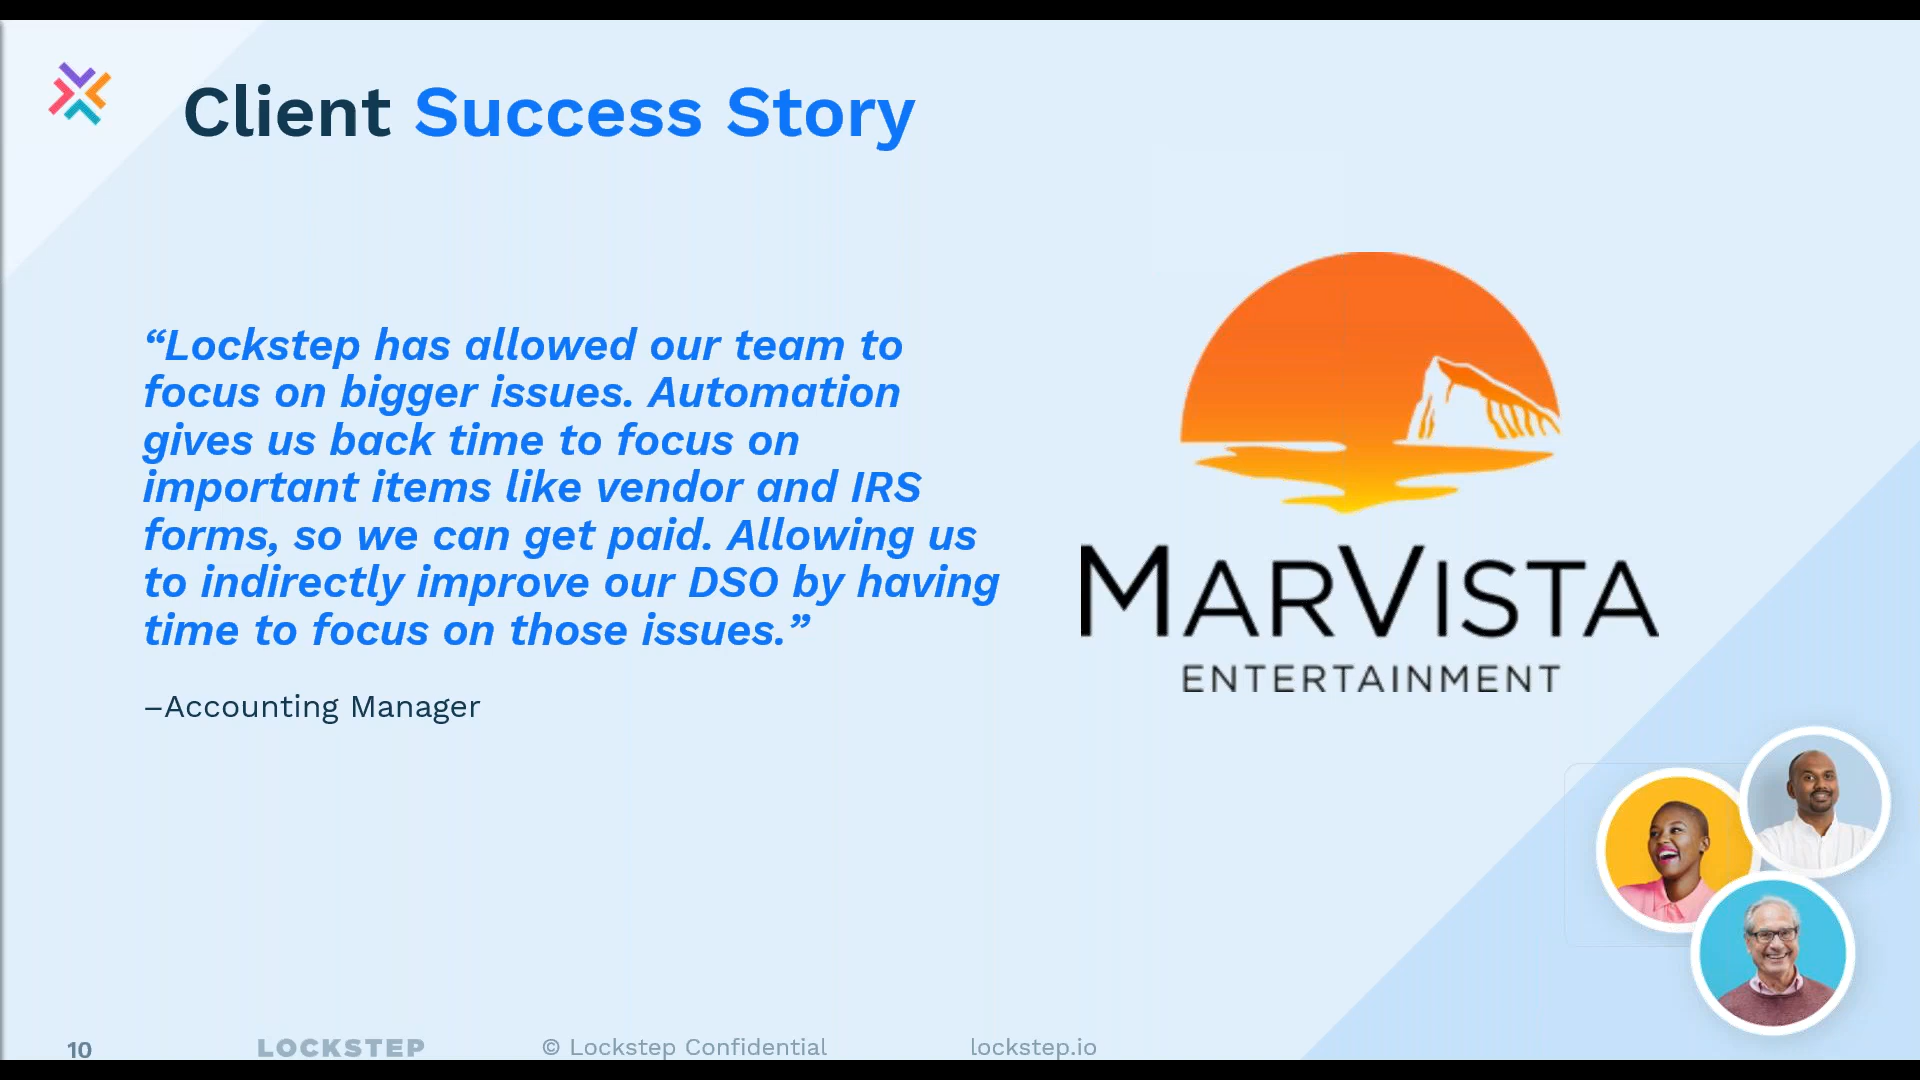 Client Success Story
“Lockstep has allowed our team to
focus on bigger issues. Automation
gives us back time to focus on
important items like vendor and IRS
forms, so we can get paid. Allowing us
to indirectly improve our DSO by having
time to focus on those issues.”
–Accounting Manager
MARVISTA
ENTERTAINMENT
10
LOCKSTEP
© Lockstep Confidential
lockstep.io